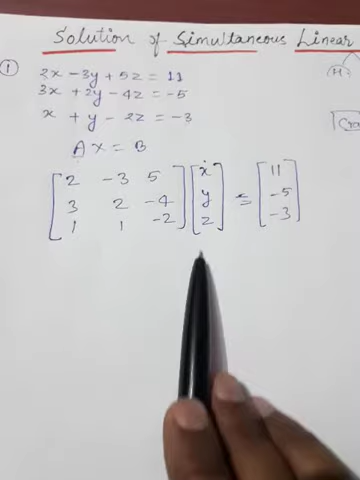 Solution of Simultaneous Linear
① 2x - 3y + 5z = 11
3x + 2y - 4z = -5
x + y - 2z = -3
AX = B
[2 -3 5] [x] [11]
[3 2 -4] [y] = [-5]
[1 1 -2] [z] [-3]